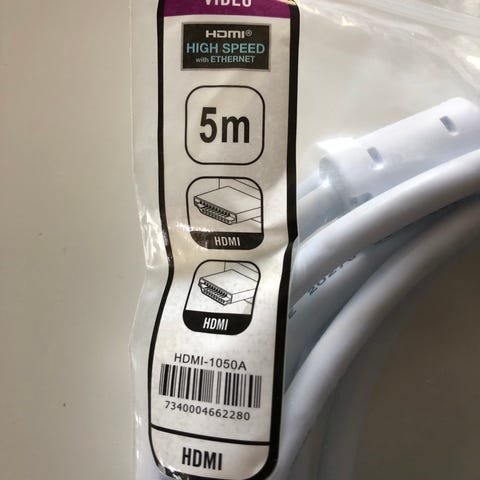 VIDEO
HDMI®
HIGH SPEED
with ETHERNET
5m
HDMI
HDMI
HDMI-1050A
7340004662280
HDMI